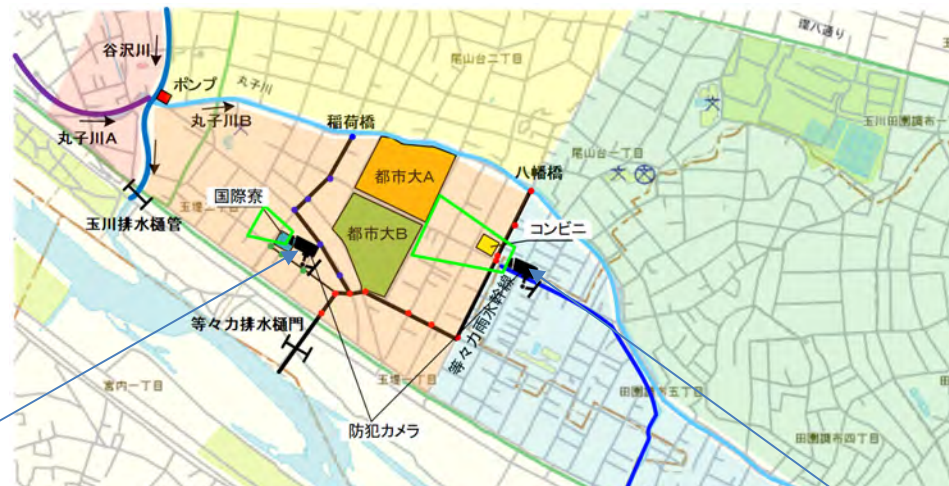 環八通り
谷沢川
尾山台二丁目
ポンプ
丸子川
丸子川A
丸子川B
稲荷橋
玉川田園調布一
尾山台一丁目
八幡橋
都市大A
国際寮
コンビニ
玉堤二丁目
玉川排水樋管
都市大B
等々力雨水幹線
等々力排水樋門
玉堤一丁目
宮内一丁目
田園調布五丁目
防犯カメラ
田園調布四丁目